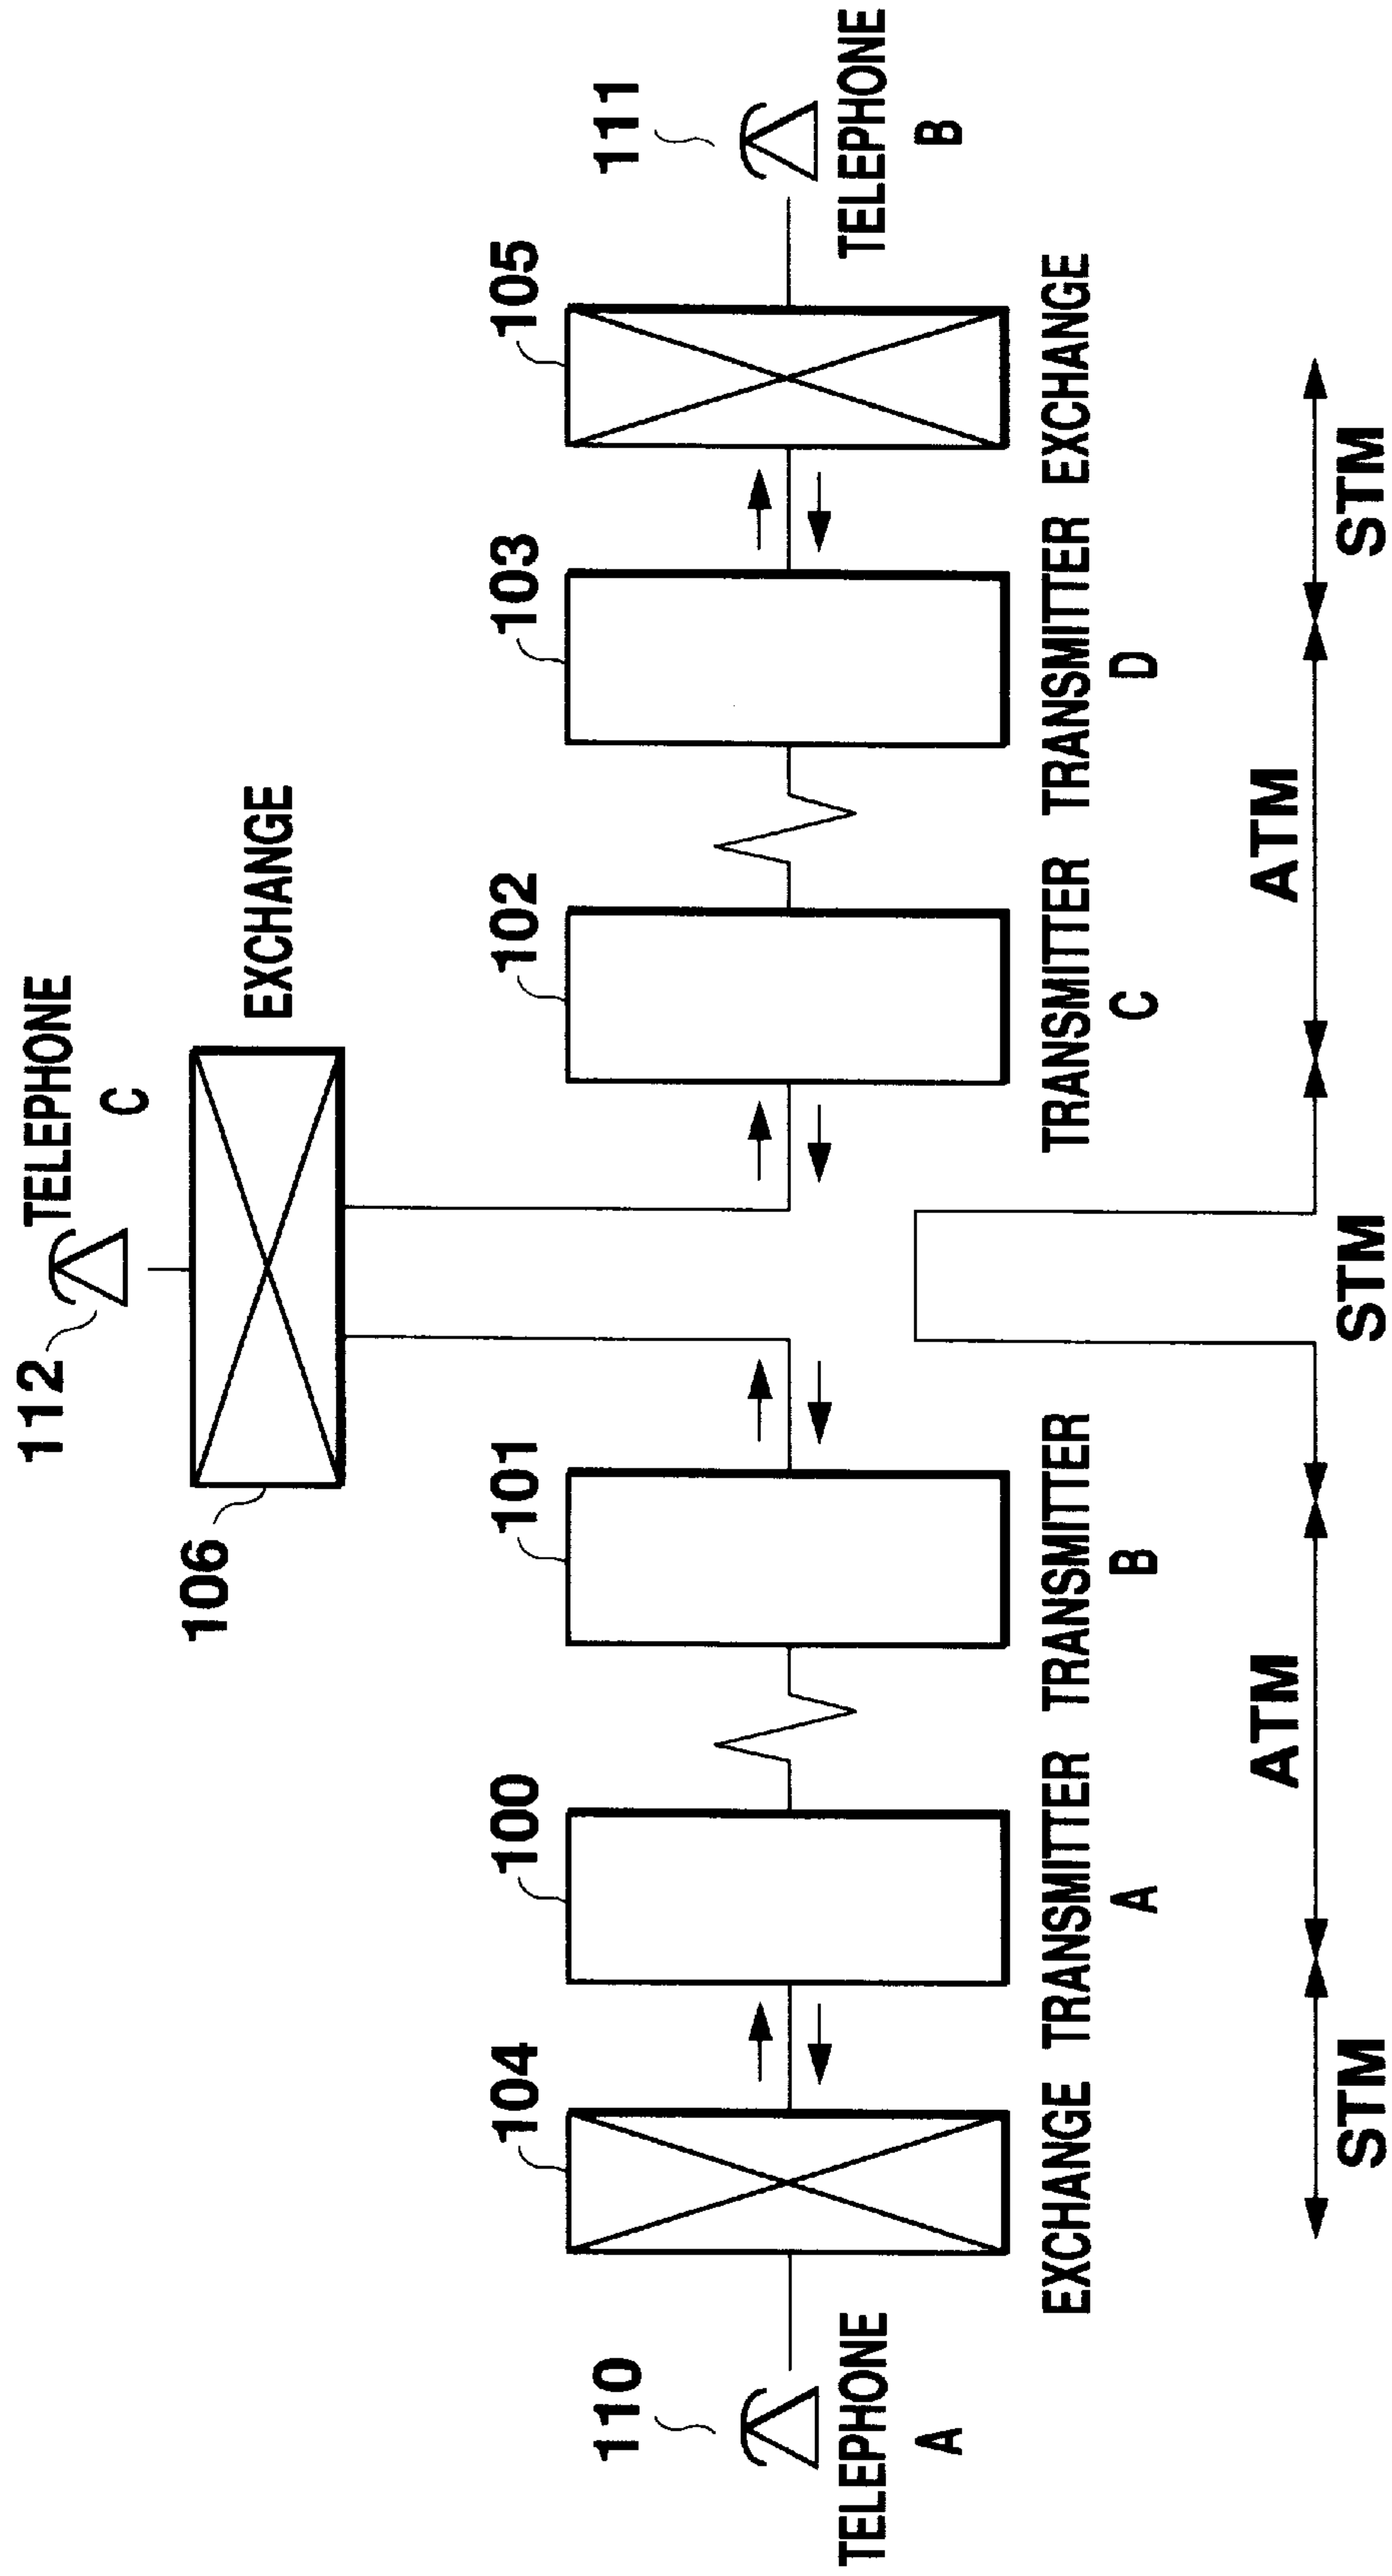 112
TELEPHONE
C
106
EXCHANGE
110
TELEPHONE
A
104
100
101
102
103
105
111
TELEPHONE
B
EXCHANGE TRANSMITTER TRANSMITTER TRANSMITTER TRANSMITTER EXCHANGE
A B C D
ATM ATM
STM STM STM